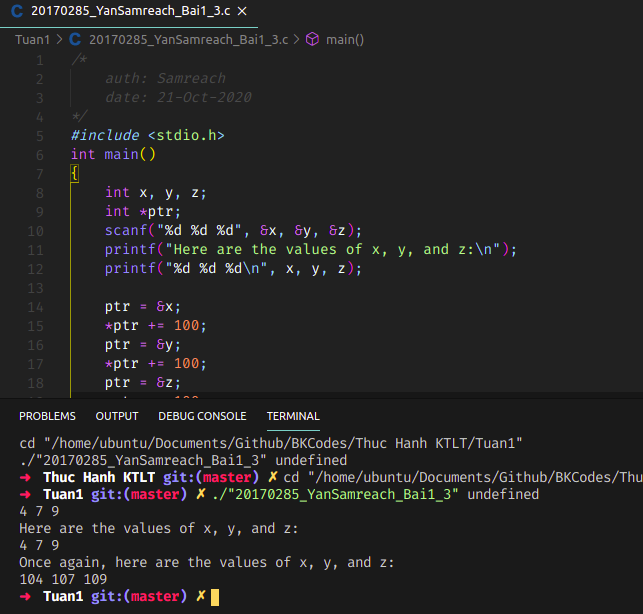 C 20170285_YanSamreach_Bai1_3.c ×
Tuan1 > C 20170285_YanSamreach_Bai1_3.c > main()
1 /*
2 auth: Samreach
3 date: 21-Oct-2020
4 */
5 #include <stdio.h>
6 int main()
7 {
8 int x, y, z;
9 int *ptr;
10 scanf("%d %d %d", &x, &y, &z);
11 printf("Here are the values of x, y, and z:\n");
12 printf("%d %d %d\n", x, y, z);
13
14 ptr = &x;
15 *ptr += 100;
16 ptr = &y;
17 *ptr += 100;
18 ptr = &z;
PROBLEMS OUTPUT DEBUG CONSOLE TERMINAL
cd "/home/ubuntu/Documents/Github/BKCodes/Thuc Hanh KTLT/Tuan1"
./"20170285_YanSamreach_Bai1_3" undefined
➜ Thuc Hanh KTLT git:(master) ✗ cd "/home/ubuntu/Documents/Github/BKCodes/Thu
➜ Tuan1 git:(master) ✗ ./"20170285_YanSamreach_Bai1_3" undefined
4 7 9
Here are the values of x, y, and z:
4 7 9
Once again, here are the values of x, y, and z:
104 107 109
➜ Tuan1 git:(master) ✗